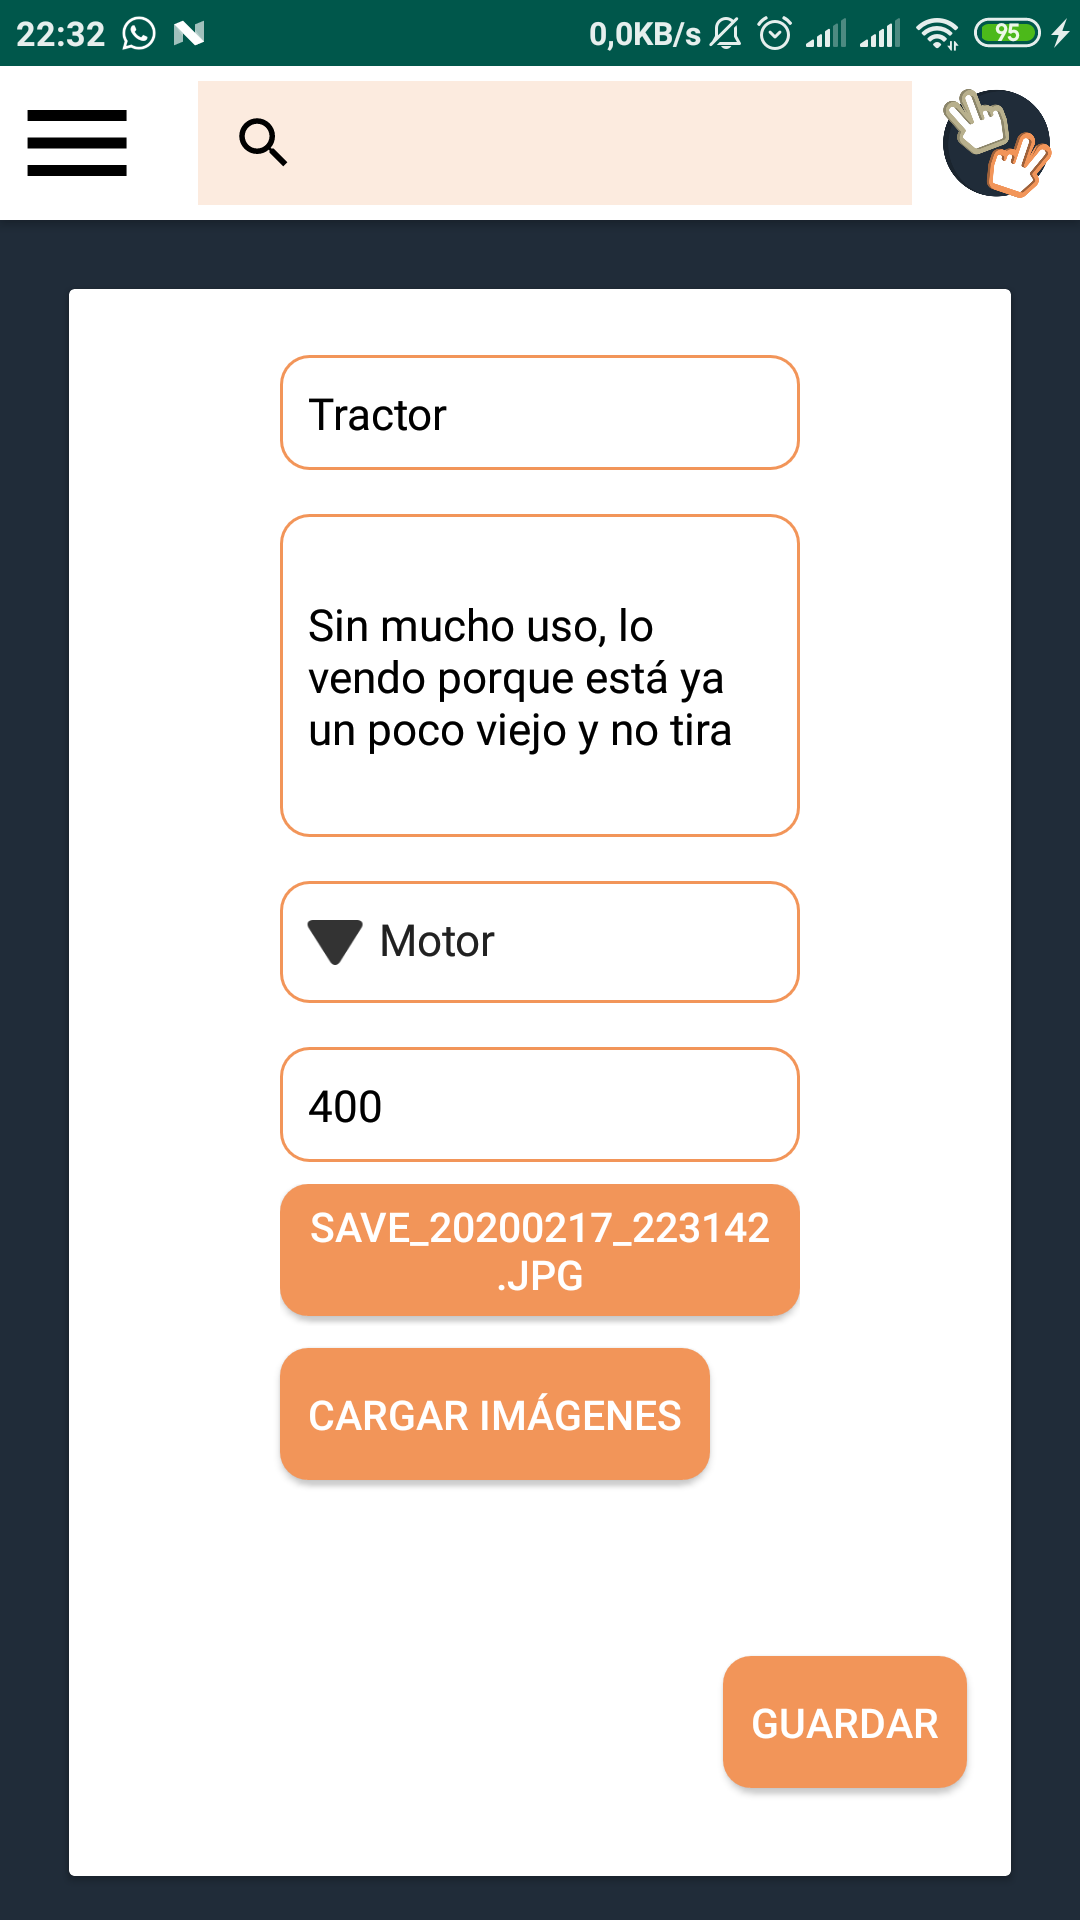 22:32 0,0KB/s 95
Tractor
Sin mucho uso, lo
vendo porque está ya
un poco viejo y no tira
Motor
400
SAVE_20200217_223142
.JPG
CARGAR IMÁGENES
GUARDAR